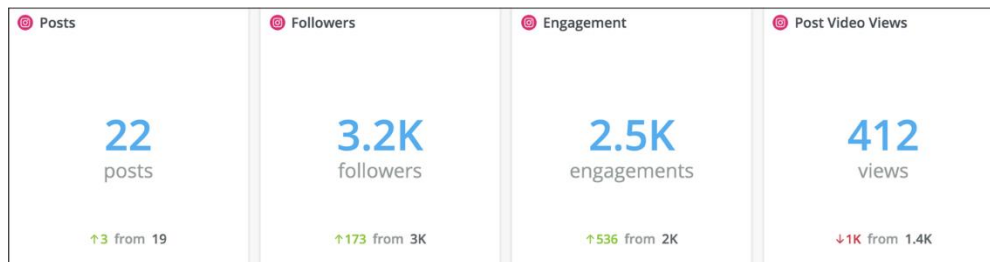 Posts
22
posts
↑3 from 19
Followers
3.2K
followers
↑173 from 3K
Engagement
2.5K
engagements
↑536 from 2K
Post Video Views
412
views
↓1K from 1.4K